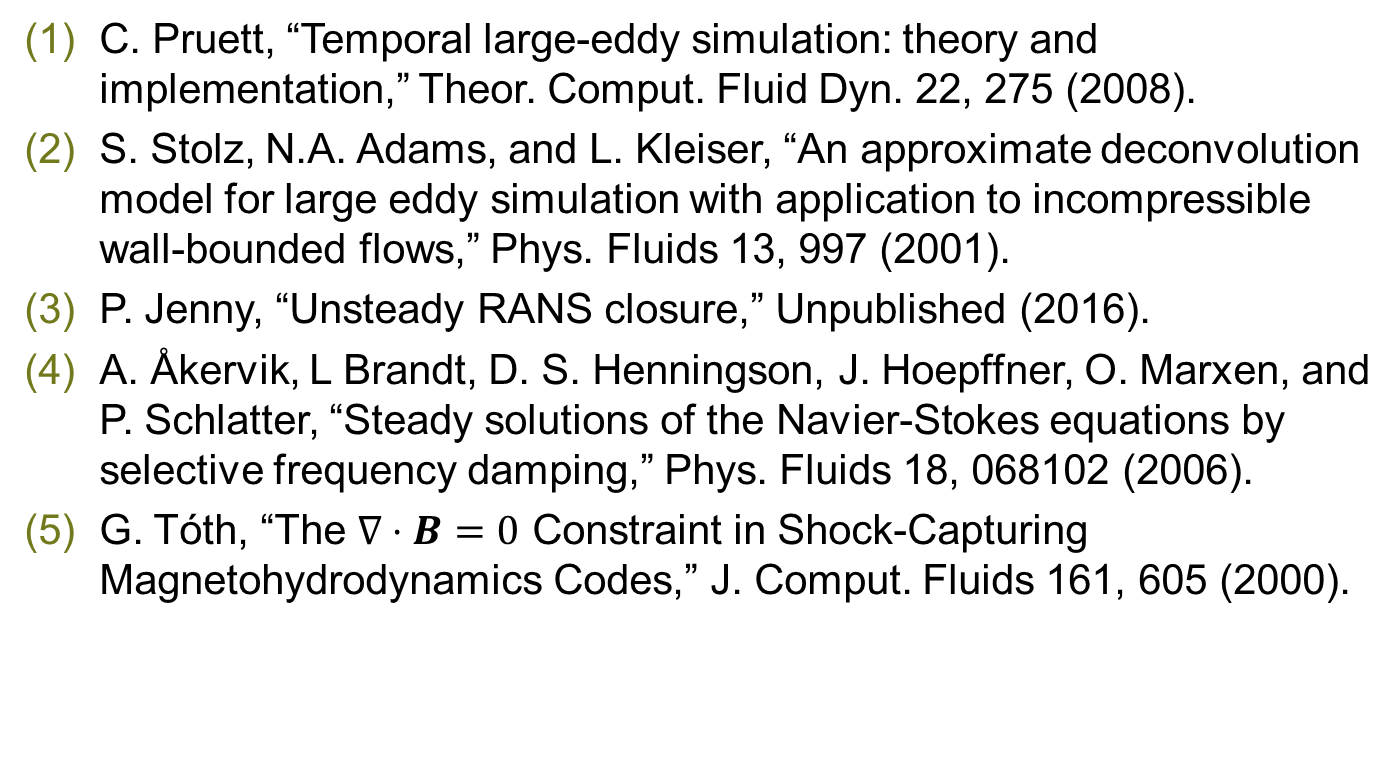 (1) C. Pruett, “Temporal large-eddy simulation: theory and
implementation,” Theor. Comput. Fluid Dyn. 22, 275 (2008).
(2) S. Stolz, N.A. Adams, and L. Kleiser, “An approximate deconvolution
model for large eddy simulation with application to incompressible
wall-bounded flows,” Phys. Fluids 13, 997 (2001).
(3) P. Jenny, “Unsteady RANS closure,” Unpublished (2016).
(4) A. Åkervik, L Brandt, D. S. Henningson, J. Hoepffner, O. Marxen, and
P. Schlatter, “Steady solutions of the Navier-Stokes equations by
selective frequency damping,” Phys. Fluids 18, 068102 (2006).
(5) G. Tóth, “The ∇ · 𝑩 = 0 Constraint in Shock-Capturing
Magnetohydrodynamics Codes,” J. Comput. Fluids 161, 605 (2000).